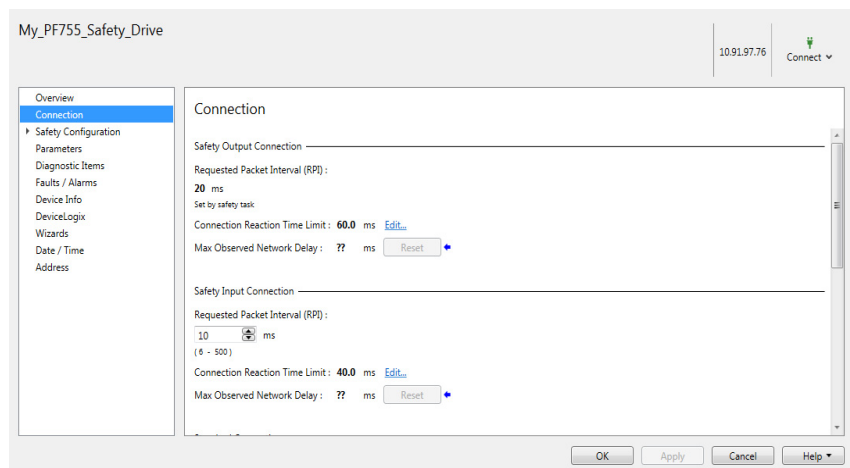 My_PF755_Safety_Drive
10.91.97.76
Connect
Overview
Connection
Safety Configuration
Parameters
Diagnostic Items
Faults / Alarms
Device Info
DeviceLogix
Wizards
Date / Time
Address
Connection
Safety Output Connection
Requested Packet Interval (RPI) :
20 ms
Set by safety task
Connection Reaction Time Limit : 60.0 ms Edit...
Max Observed Network Delay : ?? ms Reset
Safety Input Connection
Requested Packet Interval (RPI) :
10 ms
( 6 - 500 )
Connection Reaction Time Limit : 40.0 ms Edit...
Max Observed Network Delay : ?? ms Reset
OK Apply Cancel Help